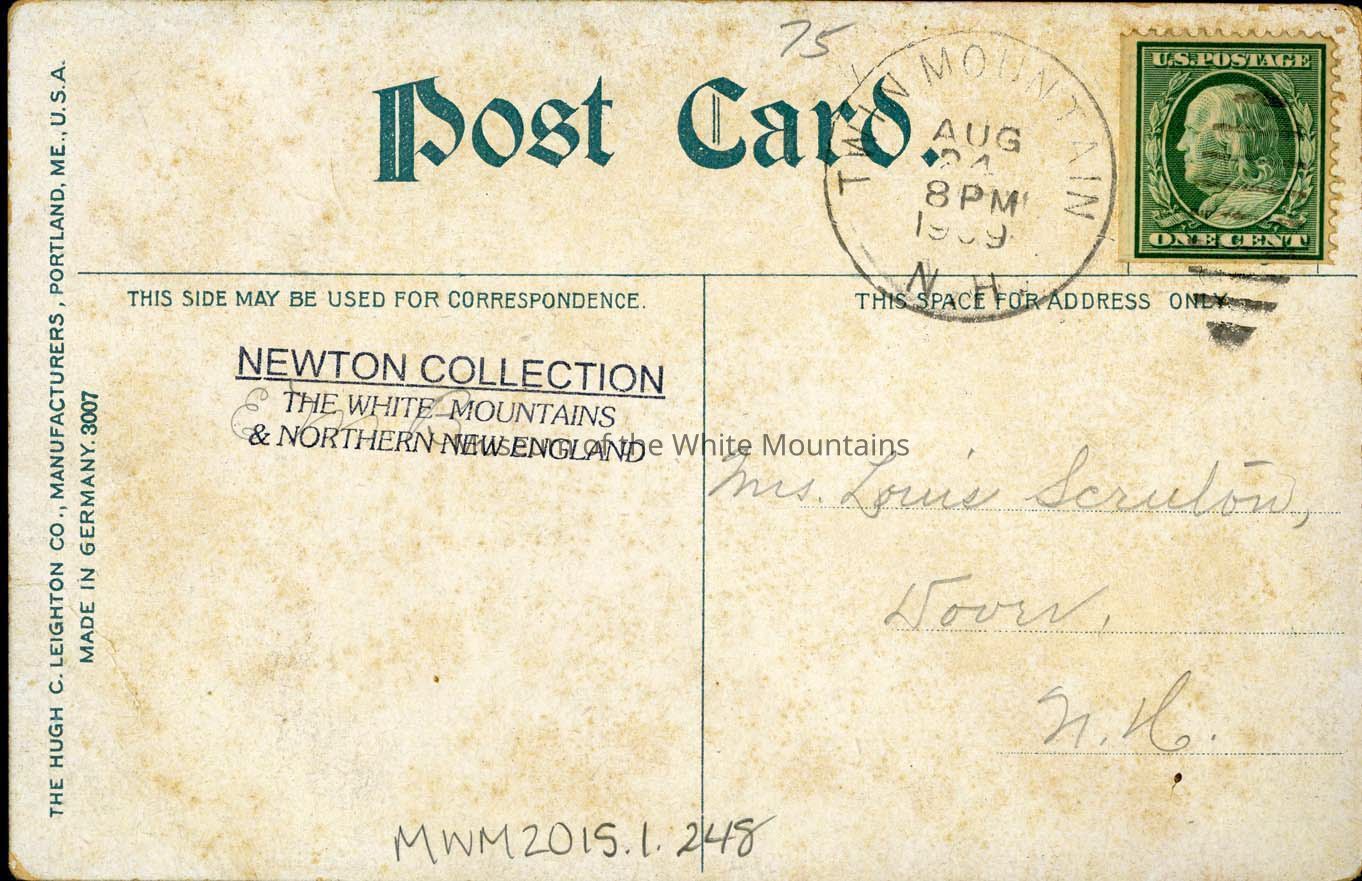 75
Post Card.
TWIN MOUNTAIN
AUG
24
8 PM
1909
N.H.
U.S. POSTAGE
ONE CENT
THIS SIDE MAY BE USED FOR CORRESPONDENCE.
THIS SPACE FOR ADDRESS ONLY
THE HUGH C. LEIGHTON CO., MANUFACTURERS, PORTLAND, ME., U.S.A.
MADE IN GERMANY. 3007
NEWTON COLLECTION
THE WHITE MOUNTAINS
& NORTHERN NEW ENGLAND
Museum of the White Mountains
Mrs. Louis Scruton,
Dover,
N.H.
MWM2015.1.248